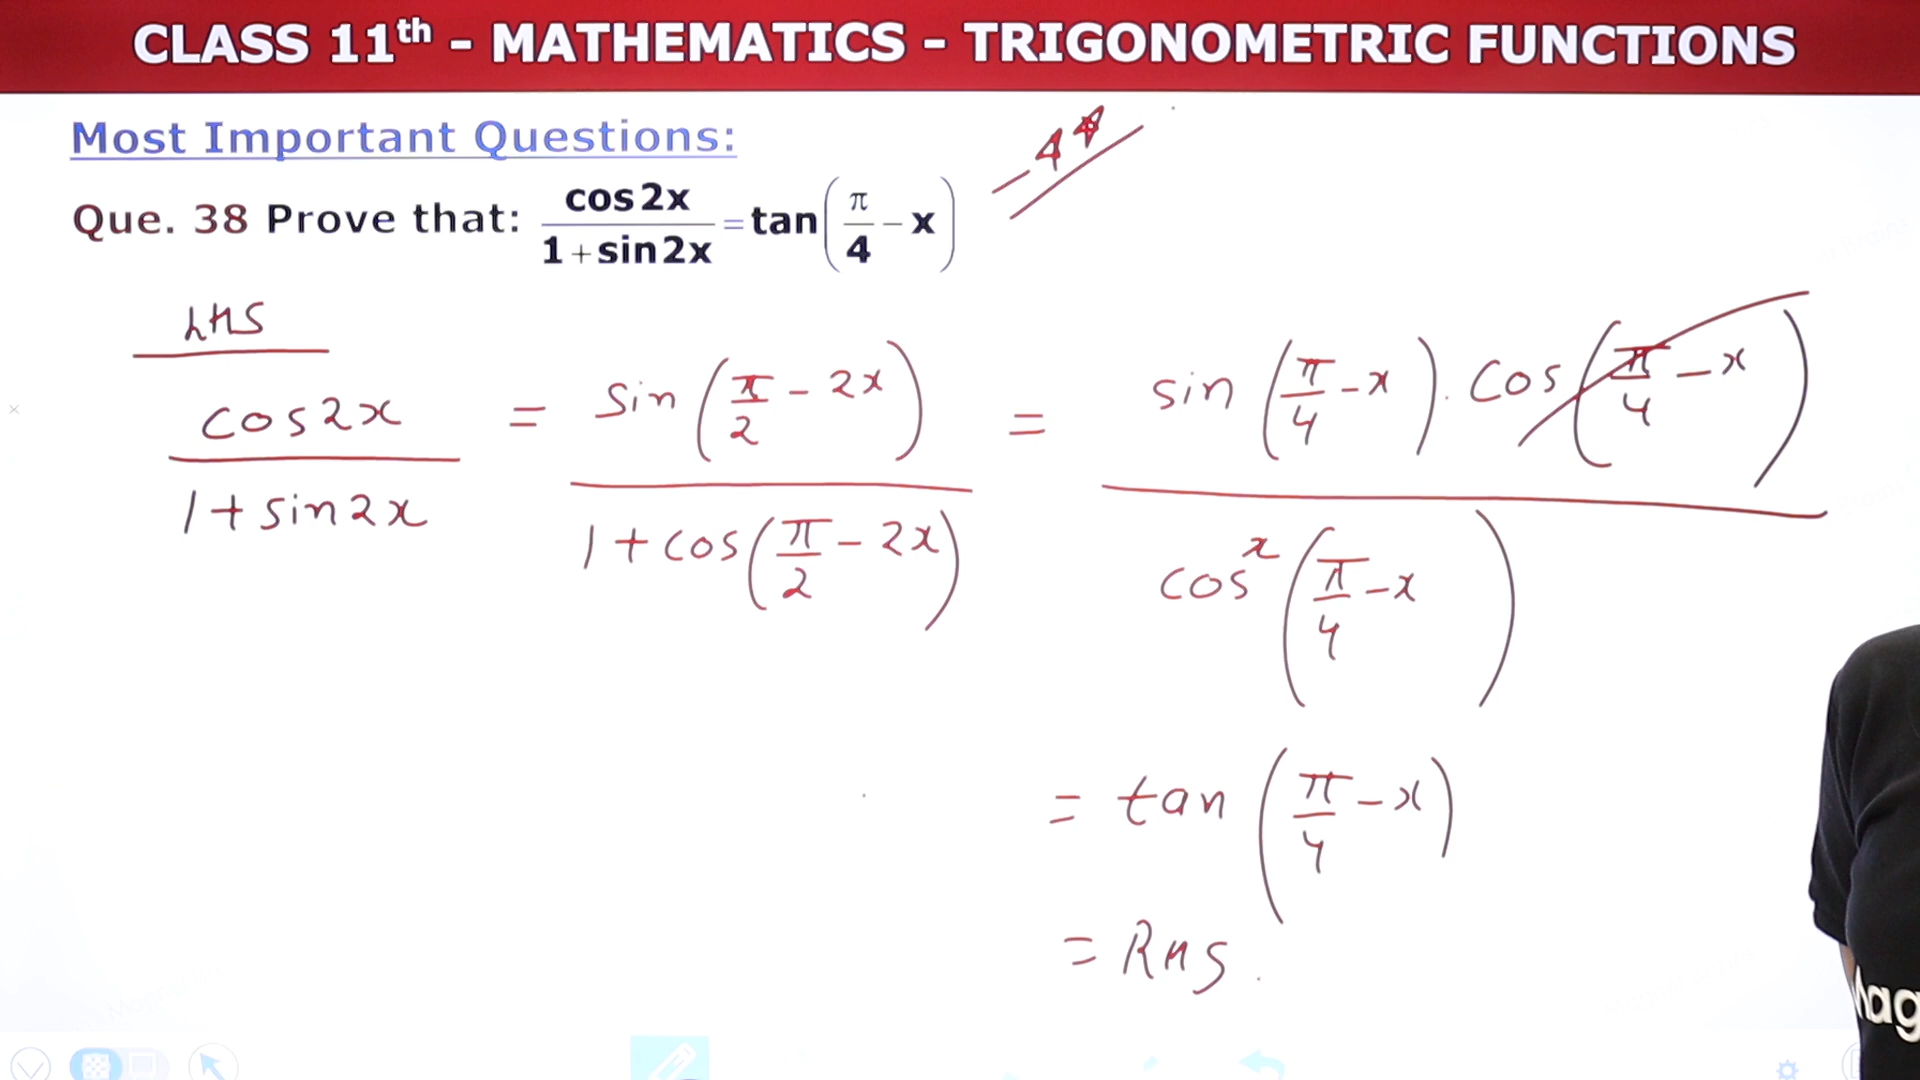 CLASS 11th - MATHEMATICS - TRIGONOMETRIC FUNCTIONS
Most Important Questions:
Que. 38 Prove that: cos2x / 1+sin2x = tan(π/4 − x)
LHS
cos2x / 1+sin2x = sin(π/2 − 2x) / 1+cos(π/2 − 2x) = sin(π/4 − x) . cos(π/4 − x) / cos²(π/4 − x)
= tan(π/4 − x)
= RHS.
Mag